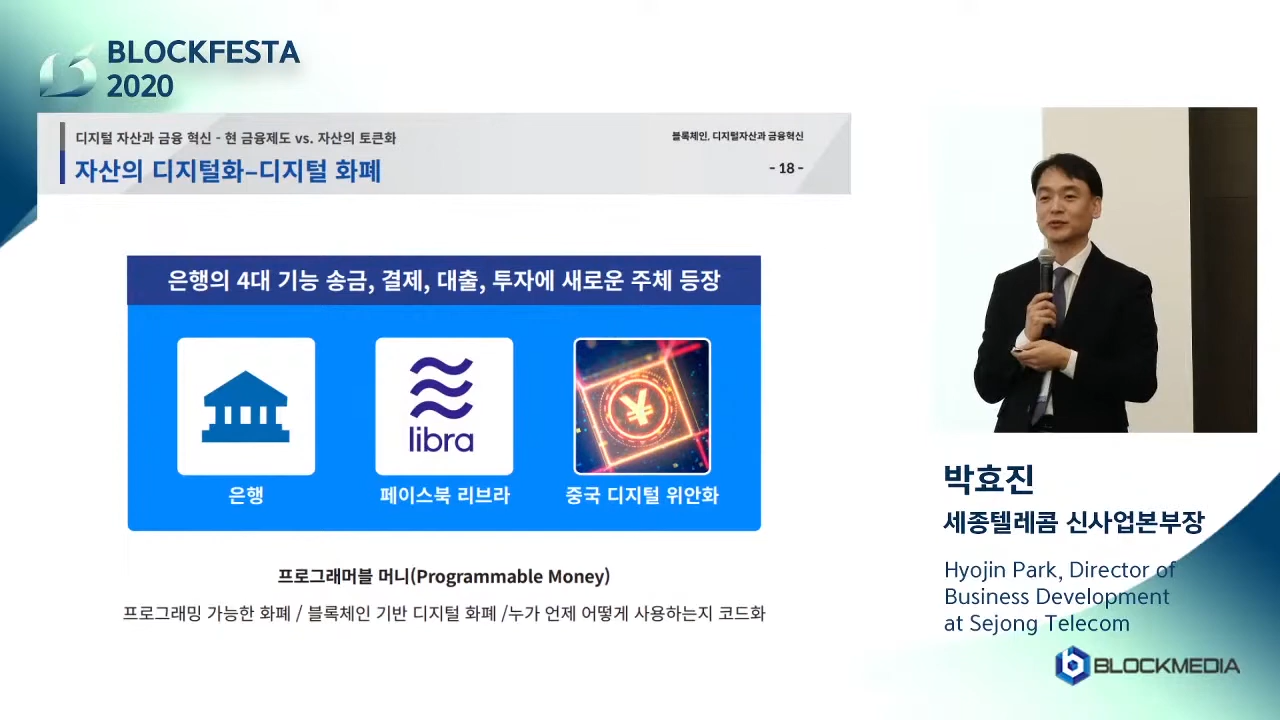 BLOCKFESTA
2020
디지털 자산과 금융 혁신 - 현 금융제도 vs. 자산의 토큰화
블록체인, 디지털자산과 금융혁신
자산의 디지털화–디지털 화폐
- 18 -
은행의 4대 기능 송금, 결제, 대출, 투자에 새로운 주체 등장
libra
은행
페이스북 리브라
중국 디지털 위안화
프로그래머블 머니(Programmable Money)
프로그래밍 가능한 화폐 / 블록체인 기반 디지털 화폐 /누가 언제 어떻게 사용하는지 코드화
박효진
세종텔레콤 신사업본부장
Hyojin Park, Director of
Business Development
at Sejong Telecom
BLOCKMEDIA